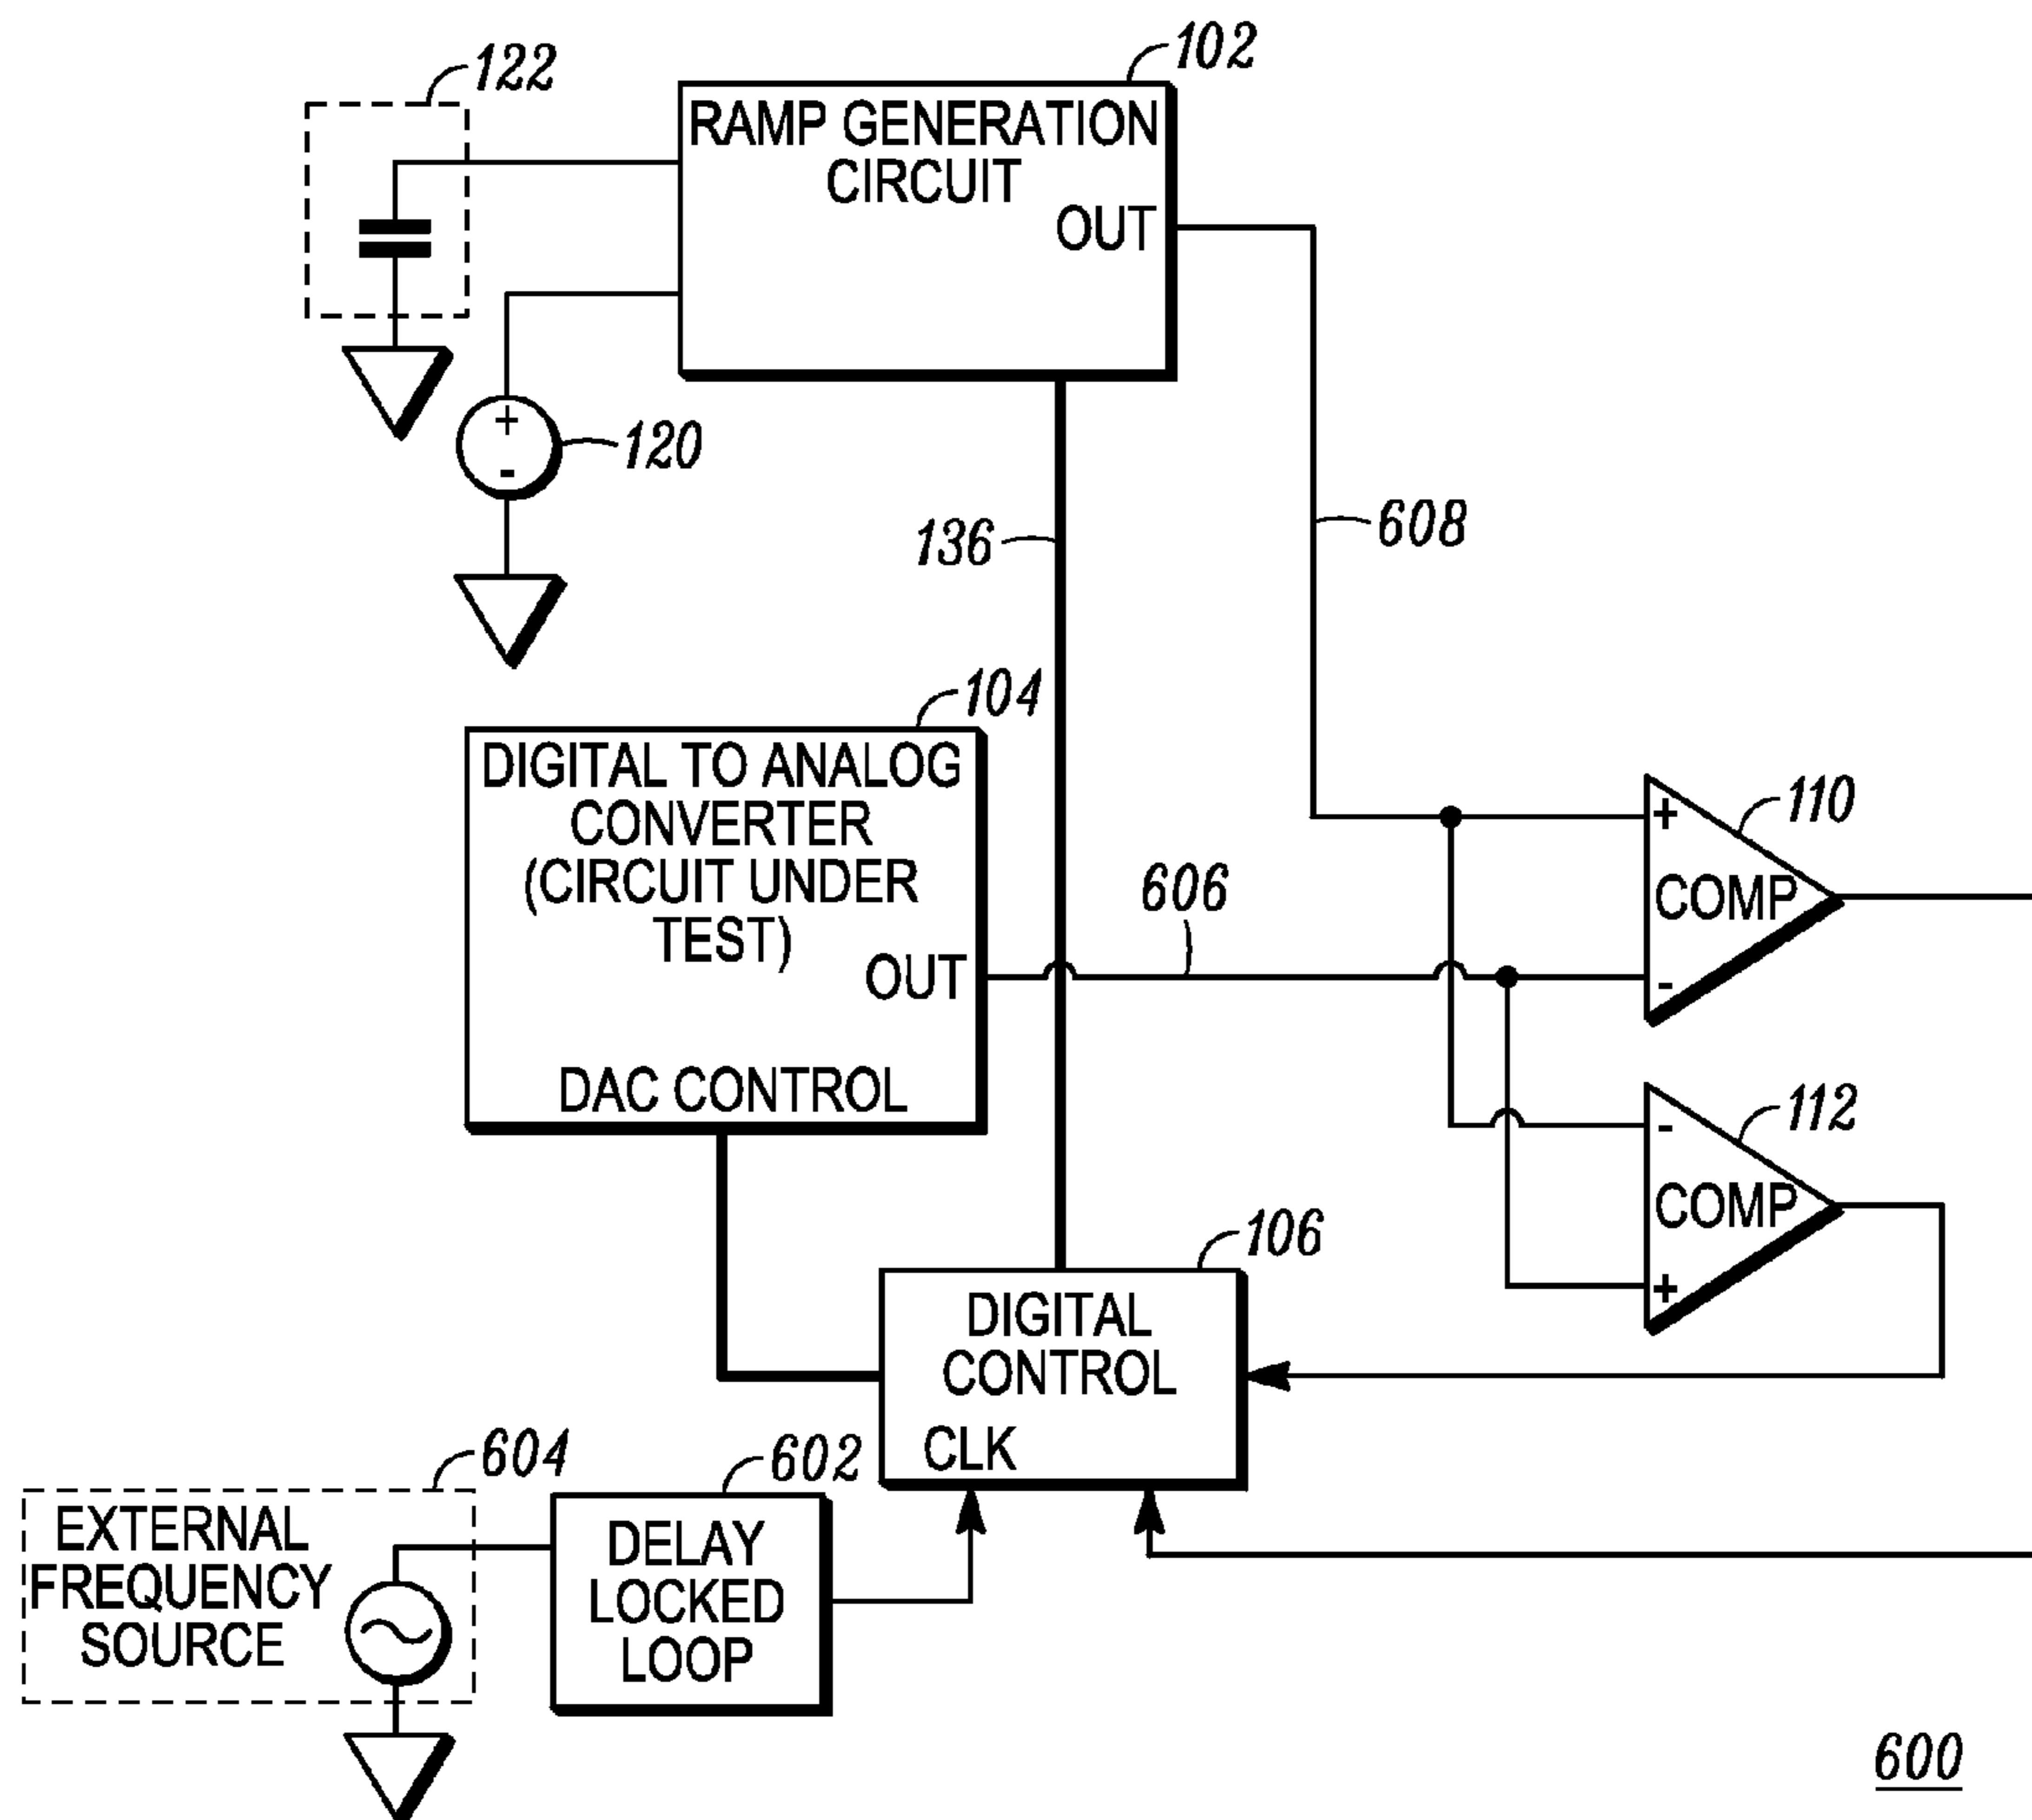 122
102
RAMP GENERATION
CIRCUIT
OUT
+
-
120
136
608
104
DIGITAL TO ANALOG
CONVERTER
(CIRCUIT UNDER
TEST)
OUT
DAC CONTROL
606
110
+
COMP
-
112
-
COMP
+
106
DIGITAL
CONTROL
CLK
604
EXTERNAL
FREQUENCY
SOURCE
602
DELAY
LOCKED
LOOP
600